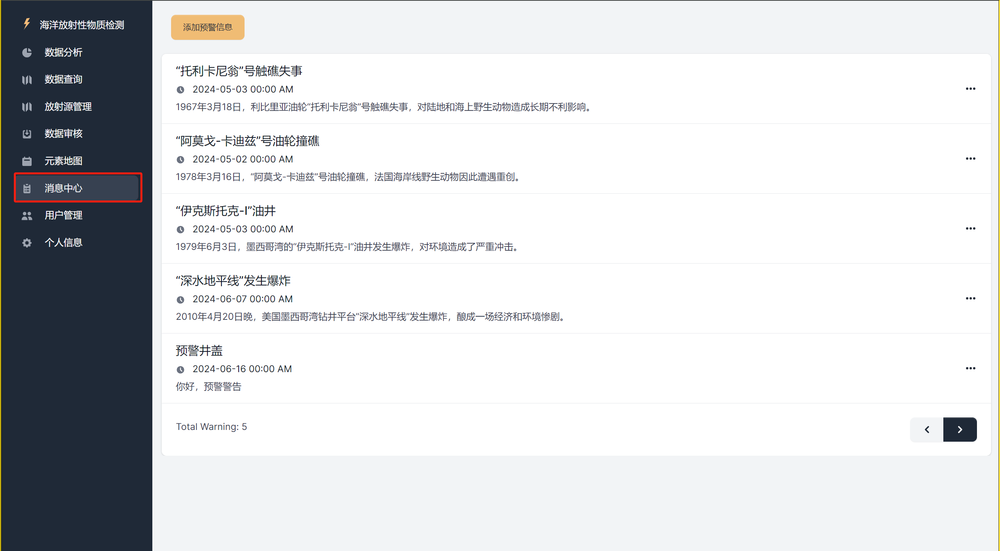 海洋放射性物质检测
数据分析
数据查询
放射源管理
数据审核
元素地图
消息中心
用户管理
个人信息
添加预警信息
“托利卡尼翁”号触礁失事
2024-05-03 00:00 AM
1967年3月18日，利比里亚油轮“托利卡尼翁”号触礁失事，对陆地和海上野生动物造成长期不利影响。
“阿莫戈-卡迪兹”号油轮撞礁
2024-05-02 00:00 AM
1978年3月16日，“阿莫戈-卡迪兹”号油轮撞礁，法国海岸线野生动物因此遭遇重创。
“伊克斯托克-I”油井
2024-05-03 00:00 AM
1979年6月3日，墨西哥湾的“伊克斯托克-I”油井发生爆炸，对环境造成了严重冲击。
“深水地平线”发生爆炸
2024-06-07 00:00 AM
2010年4月20日晚，美国墨西哥湾钻井平台“深水地平线”发生爆炸，酿成一场经济和环境惨剧。
预警井盖
2024-06-16 00:00 AM
你好，预警警告
Total Warning: 5